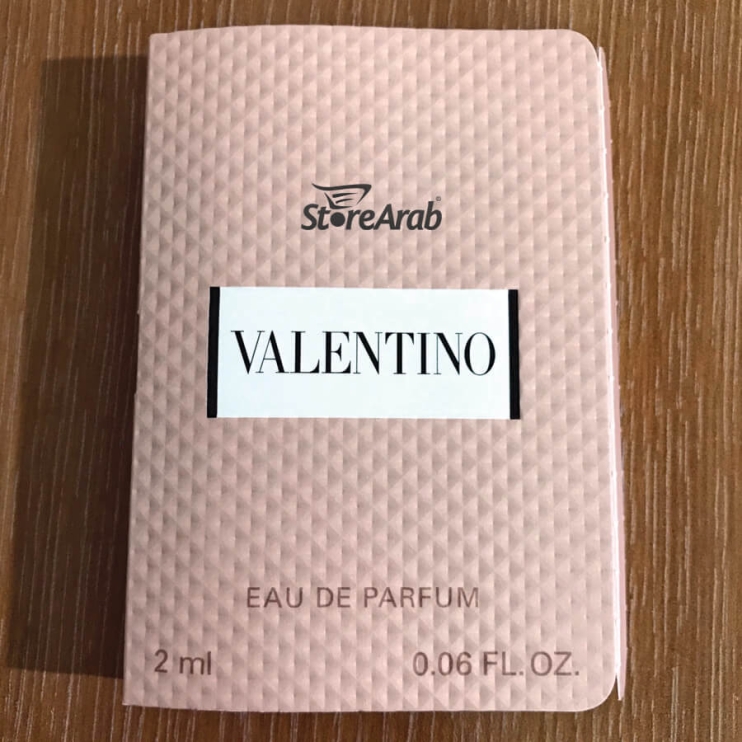 StoreArab
VALENTINO
EAU DE PARFUM
2 ml 0.06 FL. OZ.